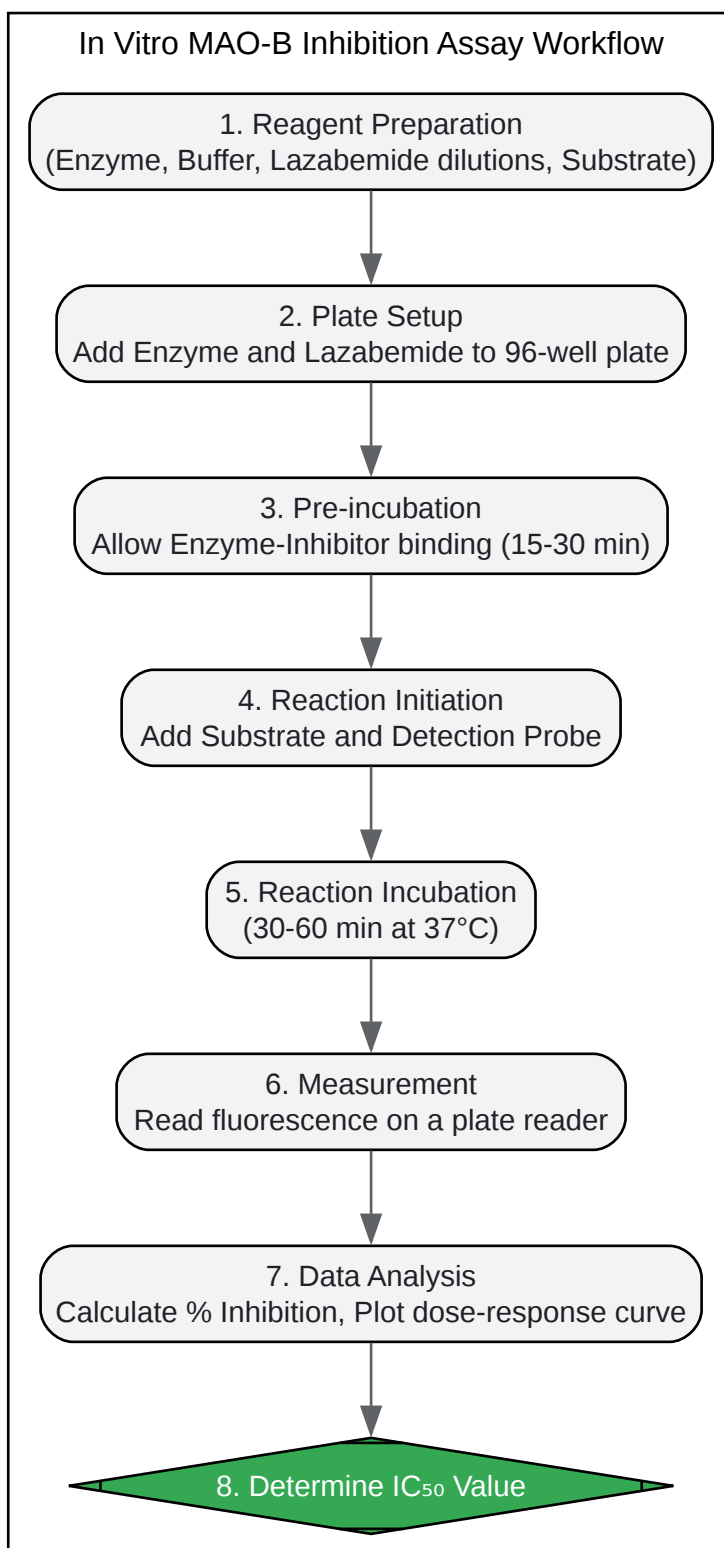 In Vitro MAO-B Inhibition Assay Workflow
1. Reagent Preparation
(Enzyme, Buffer, Lazabemide dilutions, Substrate)
2. Plate Setup
Add Enzyme and Lazabemide to 96-well plate
3. Pre-incubation
Allow Enzyme-Inhibitor binding (15-30 min)
4. Reaction Initiation
Add Substrate and Detection Probe
5. Reaction Incubation
(30-60 min at 37°C)
6. Measurement
Read fluorescence on a plate reader
7. Data Analysis
Calculate % Inhibition, Plot dose-response curve
8. Determine IC₅₀ Value